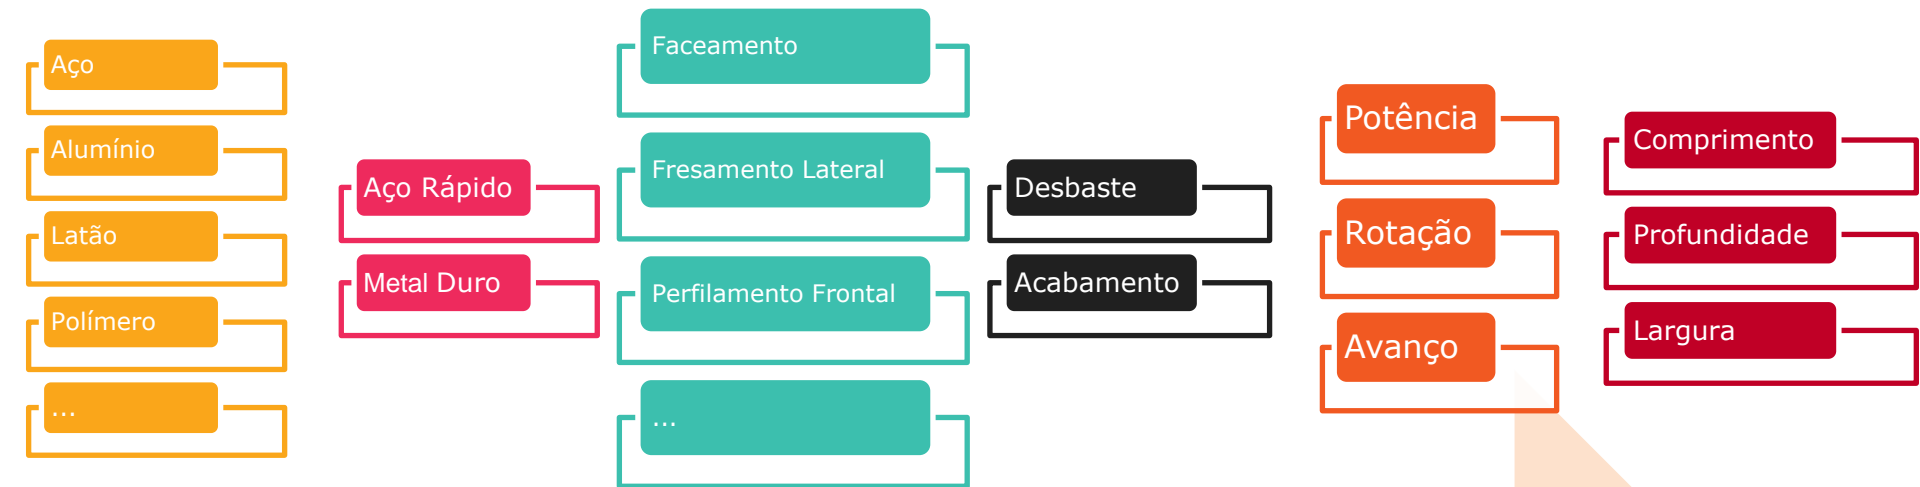 Aço
Alumínio
Latão
Polímero
...
Aço Rápido
Metal Duro
Faceamento
Fresamento Lateral
Perfilamento Frontal
...
Desbaste
Acabamento
Potência
Rotação
Avanço
Comprimento
Profundidade
Largura